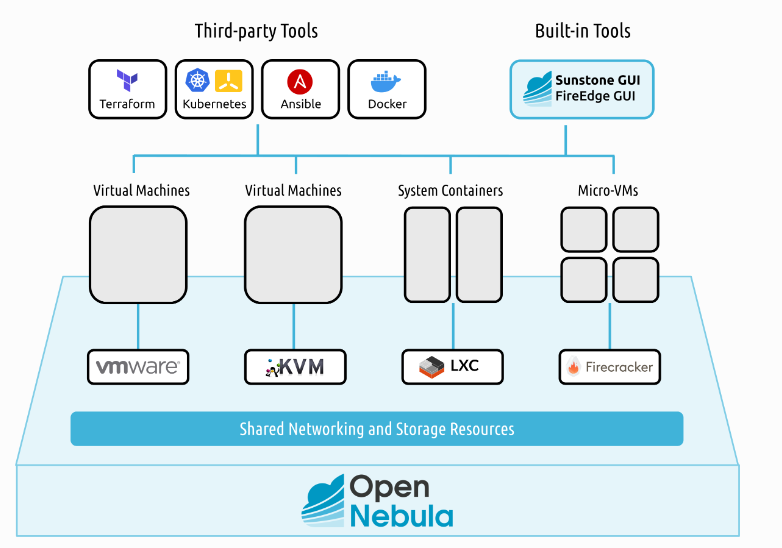 Third-party Tools
Built-in Tools
Terraform
Kubernetes
Ansible
Docker
Sunstone GUI
FireEdge GUI
Virtual Machines
Virtual Machines
System Containers
Micro-VMs
vmware®
KVM
LXC
Firecracker
Shared Networking and Storage Resources
Open
Nebula